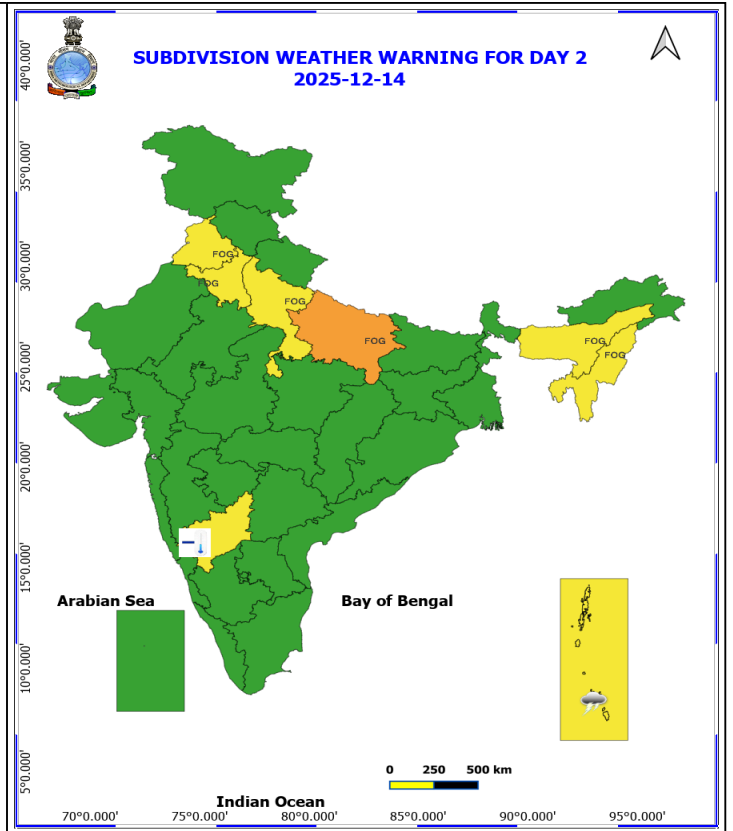 SUBDIVISION WEATHER WARNING FOR DAY 2
2025-12-14
40°0.000'
35°0.000'
30°0.000'
25°0.000'
20°0.000'
15°0.000'
10°0.000'
5°0.000'
FOG
FOG
FOG
FOG
FOG
FOG
Arabian Sea
Bay of Bengal
0 250 500 km
Indian Ocean
70°0.000' 75°0.000' 80°0.000' 85°0.000' 90°0.000' 95°0.000'